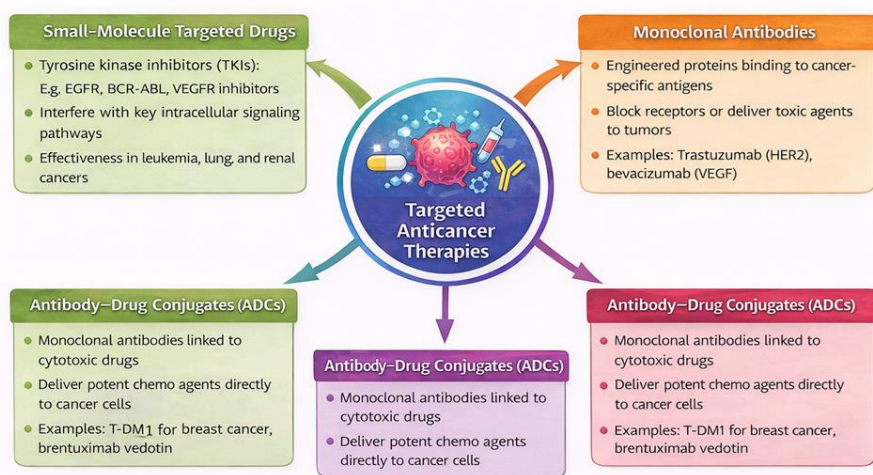 Small-Molecule Targeted Drugs
Tyrosine kinase inhibitors (TKIs):
E.g, EGFR, BCR-ABL, VEGFR inhibitors
Interfere with key intracellular signaling
pathways
Effectiveness in leukemia, lung, and renal
cancers
Monoclonal Antibodies
Engineered proteins binding to cancer-
specific antigens
Block receptors or deliver toxic agents
to tumors
Examples: Trastuzumab (HER2),
bevacizumab (VEGF)
Targeted
Anticancer
Therapies
Antibody–Drug Conjugates (ADCs)
Monoclonal antibodies linked to
cytotoxic drugs
Deliver potent chemo agents directly
to cancer cells
Examples: T-DM1 for breast cancer,
brentuximab vedotin
Antibody–Drug Conjugates (ADCs)
Monoclonal antibodies linked to
cytotoxic drugs
Deliver potent chemo agents
directly to cancer cells
Antibody–Drug Conjugates (ADCs)
Monoclonal antibodies linked to
cytotoxic drugs
Deliver potent chemo agents directly
to cancer cells
Examples: T-DM1 for breast cancer,
brentuximab vedotin